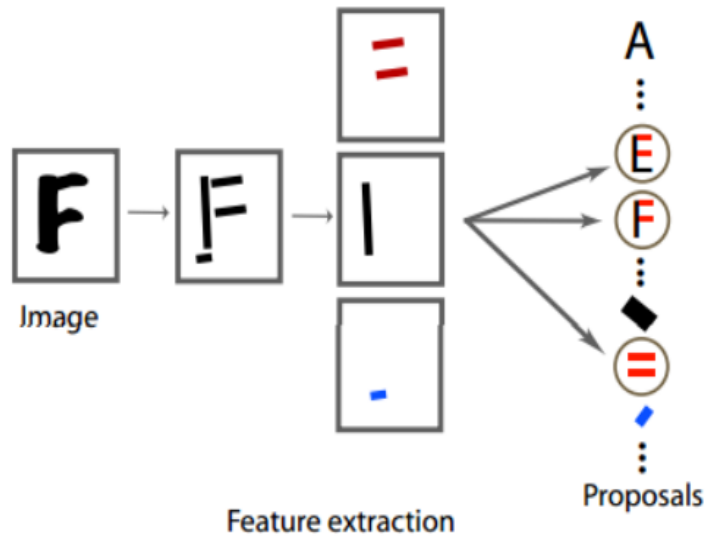 F
Image
Feature extraction
A
E
F
=
Proposals